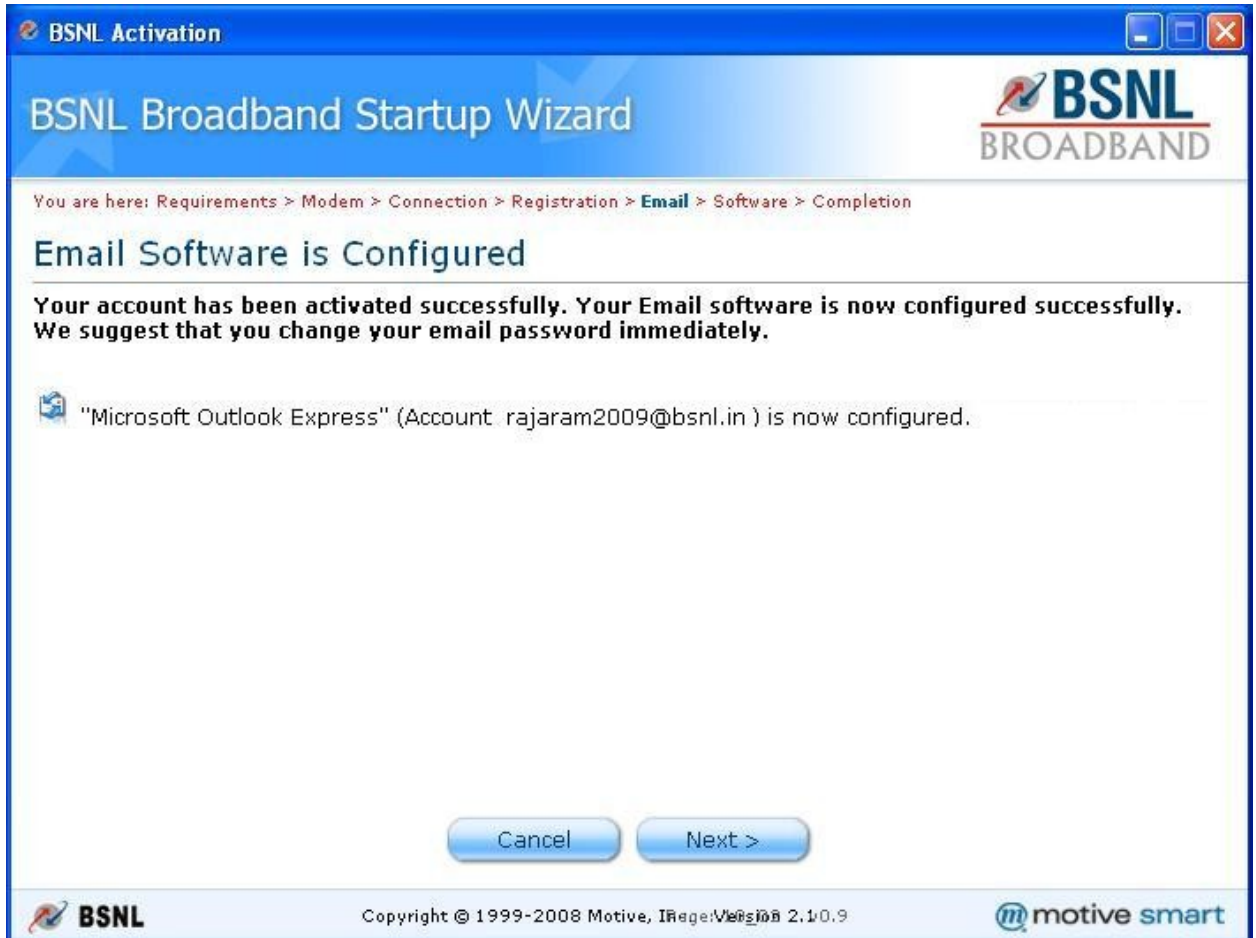 BSNL Activation
BSNL Broadband Startup Wizard
BSNL
BROADBAND
You are here: Requirements > Modem > Connection > Registration > Email > Software > Completion
Email Software is Configured
Your account has been activated successfully. Your Email software is now configured successfully.
We suggest that you change your email password immediately.
"Microsoft Outlook Express" (Account rajaram2009@bsnl.in ) is now configured.
Cancel
Next >
BSNL
Copyright © 1999-2008 Motive,
motive smart